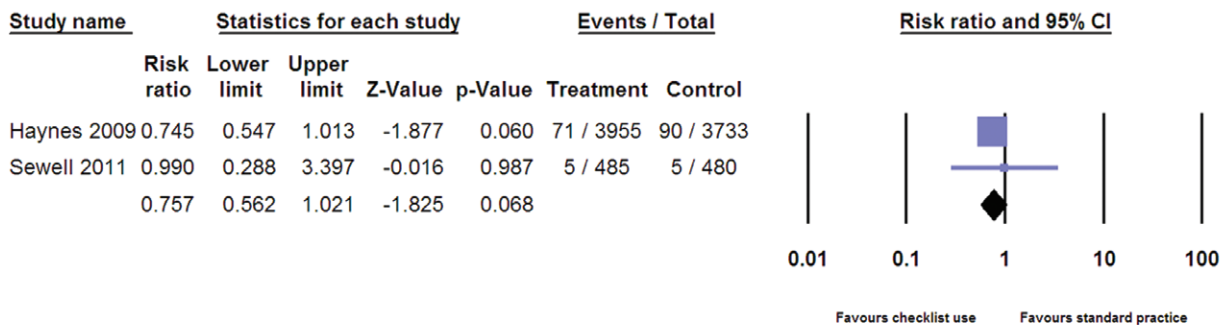 Study name Statistics for each study Events / Total Risk ratio and 95% CI
Risk Lower Upper
ratio limit limit Z-Value p-Value Treatment Control
Haynes 2009 0.745 0.547 1.013 -1.877 0.060 71 / 3955 90 / 3733
Sewell 2011 0.990 0.288 3.397 -0.016 0.987 5 / 485 5 / 480
0.757 0.562 1.021 -1.825 0.068
0.01 0.1 1 10 100
Favours checklist use Favours standard practice